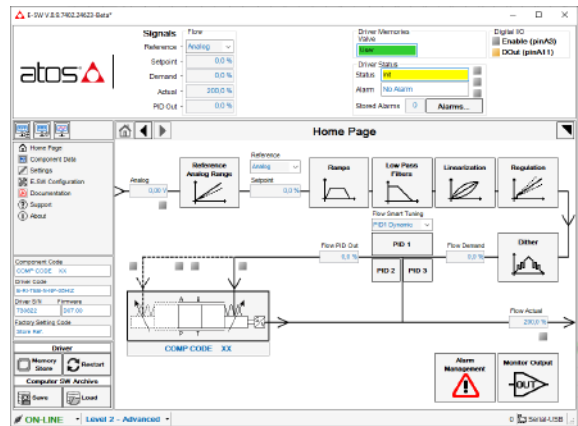 E-SW V.8.9.7402.24623-Beta*
atos
Signals Flow
Reference Analog
Setpoint 0,0 %
Demand 0,0 %
Actual 200,0 %
PID Out 0,0 %
Driver Memories
Valve
User
Driver Status
Status Init
Alarm No Alarm
Stored Alarms 0 Alarms...
Digital IO
Enable (pinA3)
DOut (pinA11)
Home Page
Home Page
Component Data
Settings
E-SW Configuration
Documentation
Support
About
Component Code
COMP CODE XX
Driver Code
Driver S/N Firmware
Factory Setting Code
Store Ref.
Driver
Memory Store
Restart
Computer SW Archive
Save
Load
Analog
0,00 V
Reference
Analog Range
Reference
Analog
Setpoint
0,0 %
Ramps
Low Pass
Filters
Linearization
Regulation
Flow Smart Tuning
PID1 Dynamic
Flow PID Out
0,0 %
PID 1
PID 2 PID 3
Flow Demand
0,0 %
Dither
A B
P T
COMP CODE XX
Flow Actual
200,0 %
Alarm
Management
Monitor Output
OUT
ON-LINE Level 2 – Advanced
0 Serial-USB